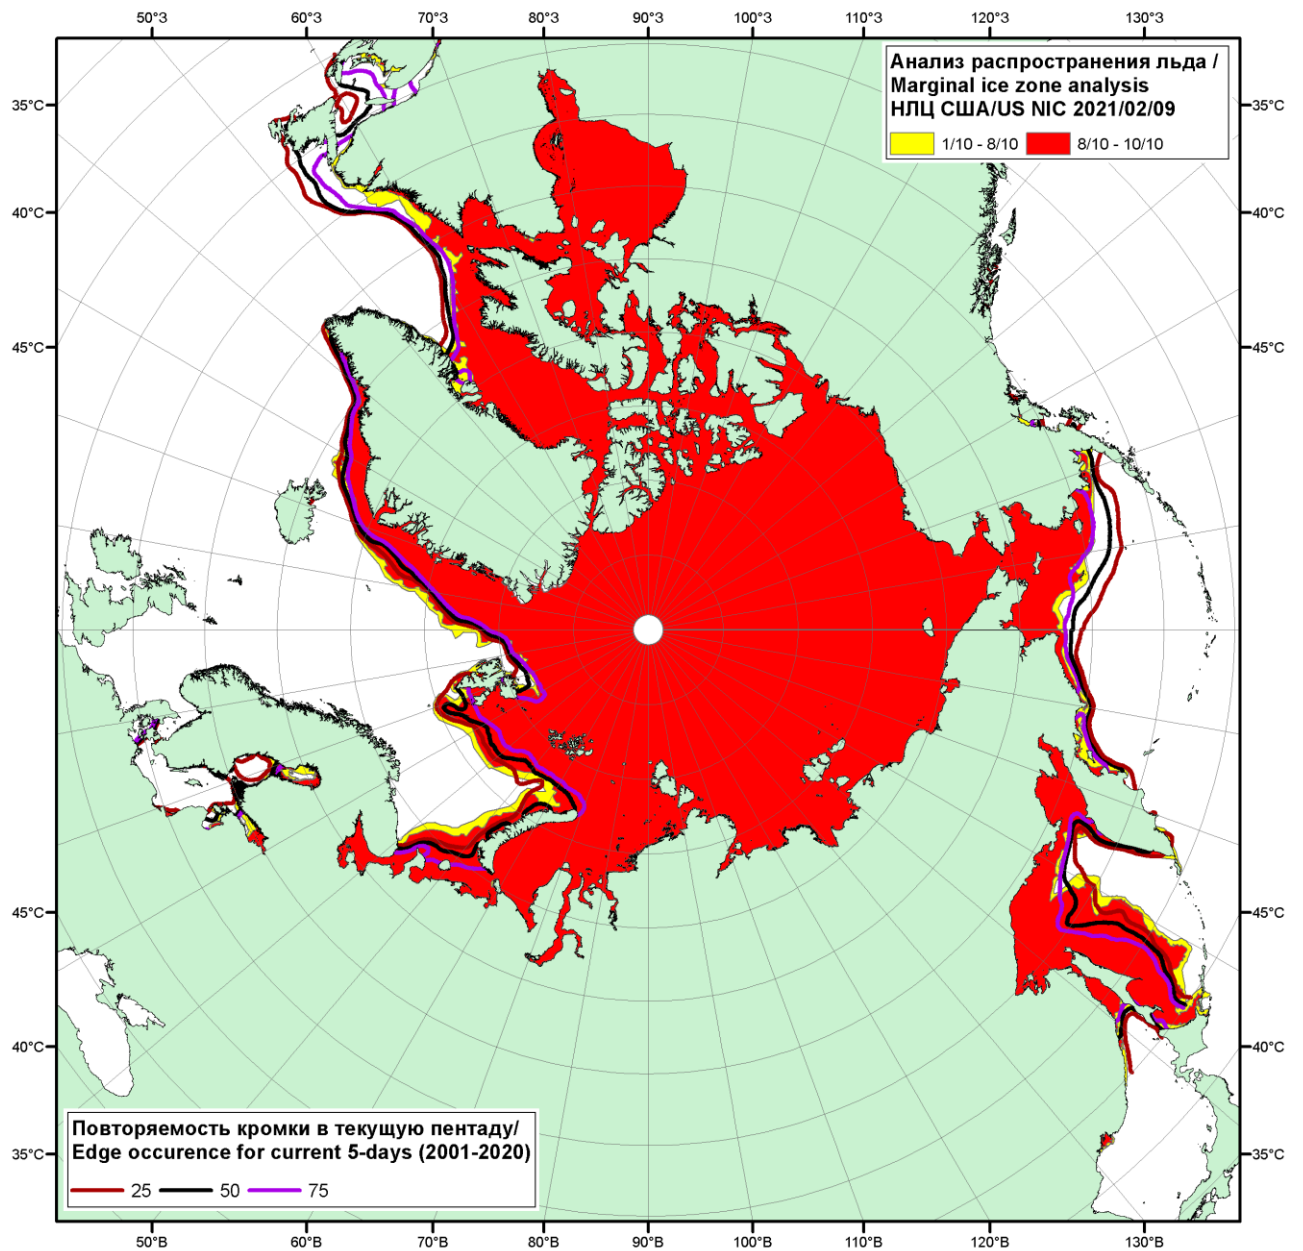 50°З 60°З 70°З 80°З 90°З 100°З 110°З 120°З 130°З
Анализ распространения льда /
Marginal ice zone analysis
НЛЦ США/US NIC 2021/02/09
1/10 - 8/10 8/10 - 10/10
35°С 35°С
40°С 40°С
45°С 45°С
45°С 45°С
40°С 40°С
Повторяемость кромки в текущую пентаду/
Edge occurence for current 5-days (2001-2020)
25 50 75
35°С 35°С
50°В 60°В 70°В 80°В 90°В 100°В 110°В 120°В 130°В